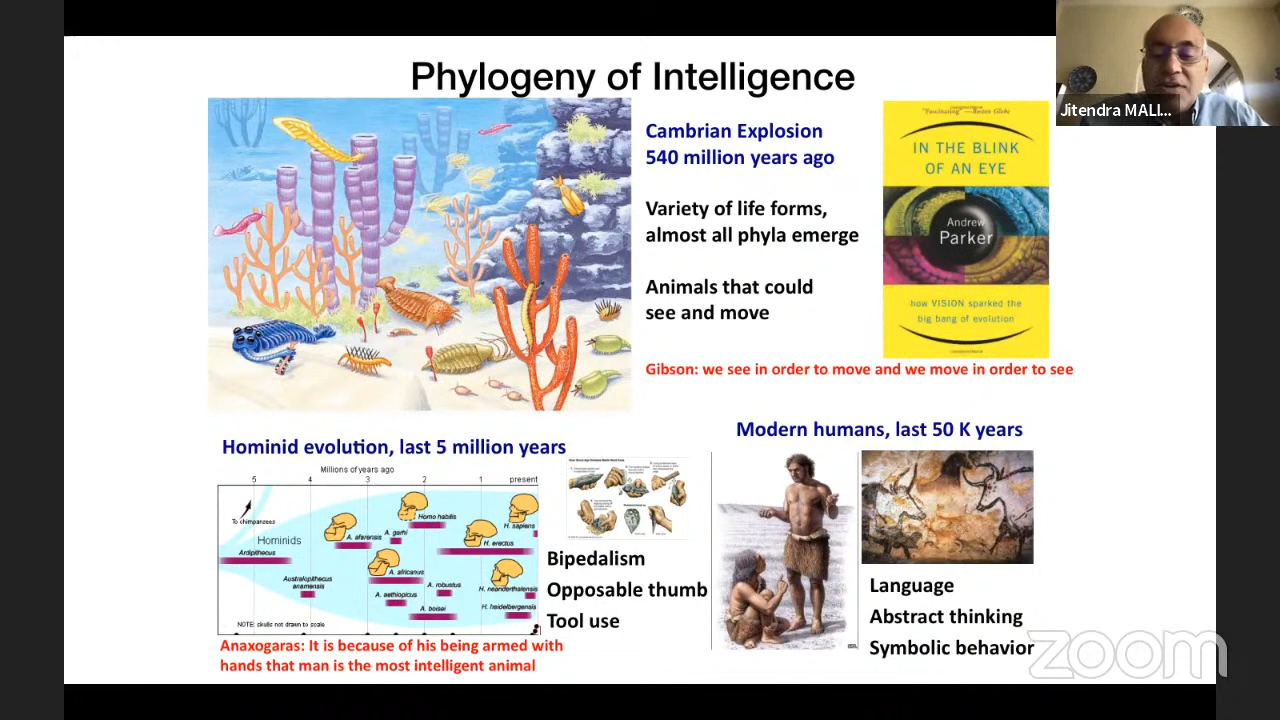 Phylogeny of Intelligence
Jitendra MALI...
Cambrian Explosion
540 million years ago
Variety of life forms,
almost all phyla emerge
Animals that could
see and move
"Fascinating" —Boston Globe
IN THE BLINK
OF AN EYE
Andrew
Parker
how VISION sparked the
big bang of evolution
Gibson: we see in order to move and we move in order to see
Hominid evolution, last 5 million years
Millions of years ago
5 4 3 2 1 present
To chimpanzees
Hominids
Ardipithecus
Australopithecus
anamensis
A. afarensis
A. garhi
Homo habilis
H. sapiens
H. erectus
A. africanus
A. aethiopicus
A. robustus
A. boisei
H. neanderthalensis
H. heidelbergensis
NOTE: skulls not drawn to scale
Bipedalism
Opposable thumb
Tool use
Anaxogaras: It is because of his being armed with
hands that man is the most intelligent animal
Modern humans, last 50 K years
Language
Abstract thinking
Symbolic behavior
zoom